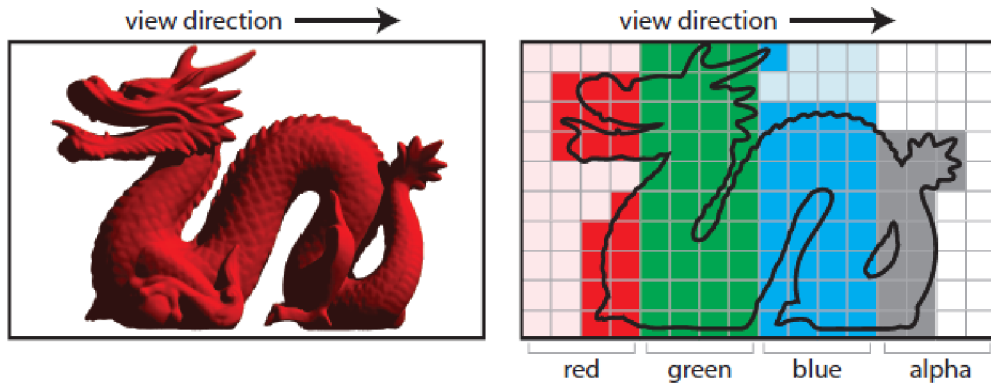 view direction
view direction
red
green
blue
alpha